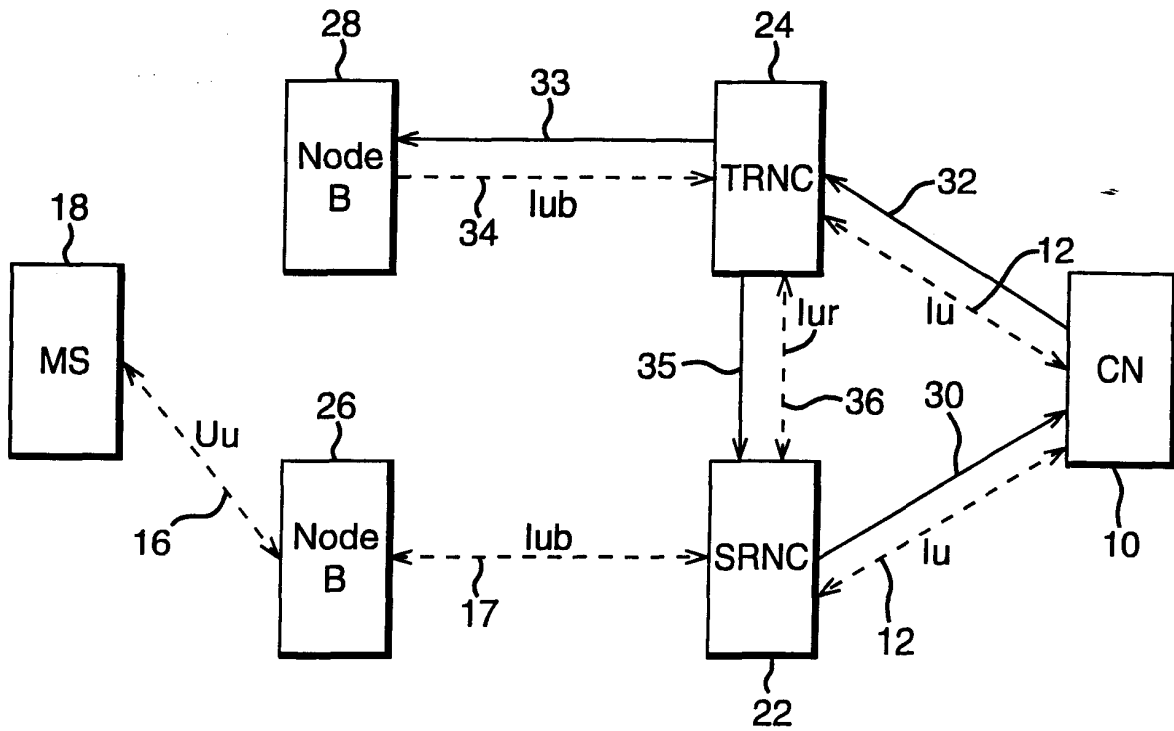 28
24
33
Node
B
TRNC
32
18
34
Iub
12
Iu
MS
Iur
CN
35
36
30
26
Uu
16
Node
B
Iub
17
SRNC
Iu
10
12
22